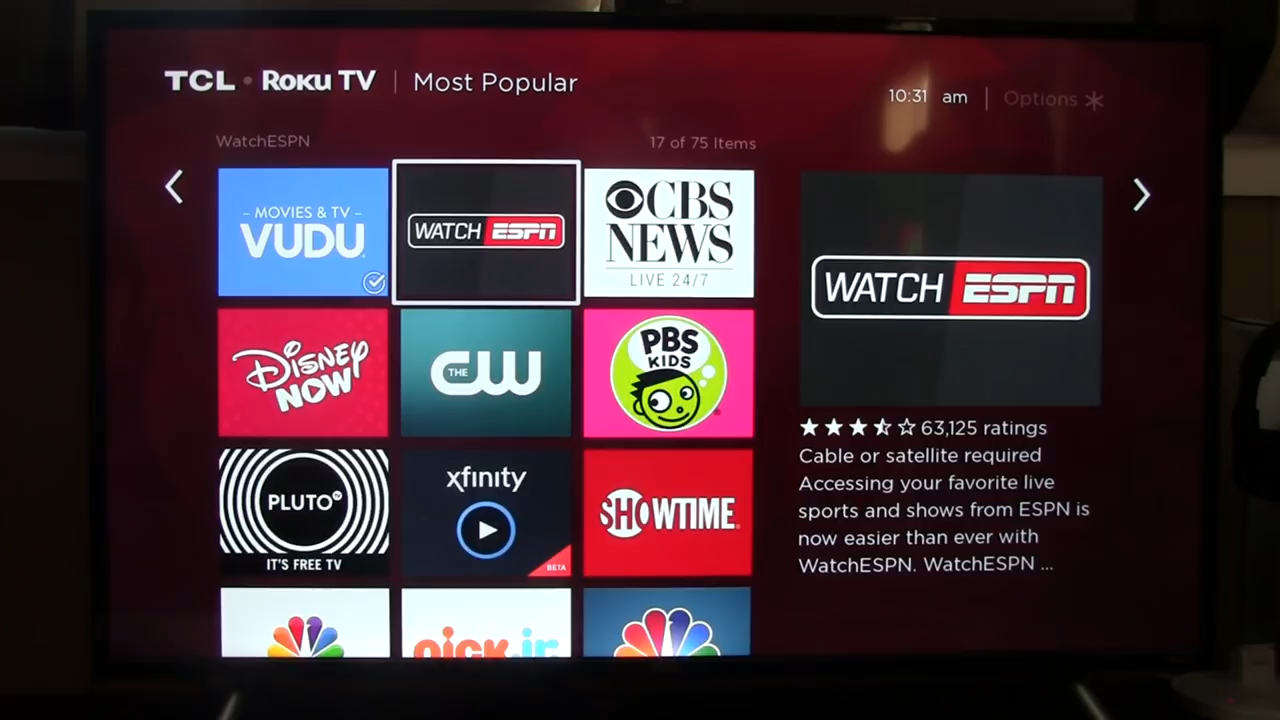 TCL • Roku TV | Most Popular
10:31 am | Options
WatchESPN
17 of 75 Items
– MOVIES & TV –
VUDU
WATCH ESPN
CBS
NEWS
LIVE 24/7
WATCH ESPN
DISNEY
NOW
THE CW
PBS
KIDS
63,125 ratings
Cable or satellite required
Accessing your favorite live
sports and shows from ESPN is
now easier than ever with
WatchESPN. WatchESPN ...
PLUTO TV
IT'S FREE TV
xfinity
BETA
SHOWTIME
nick jr.